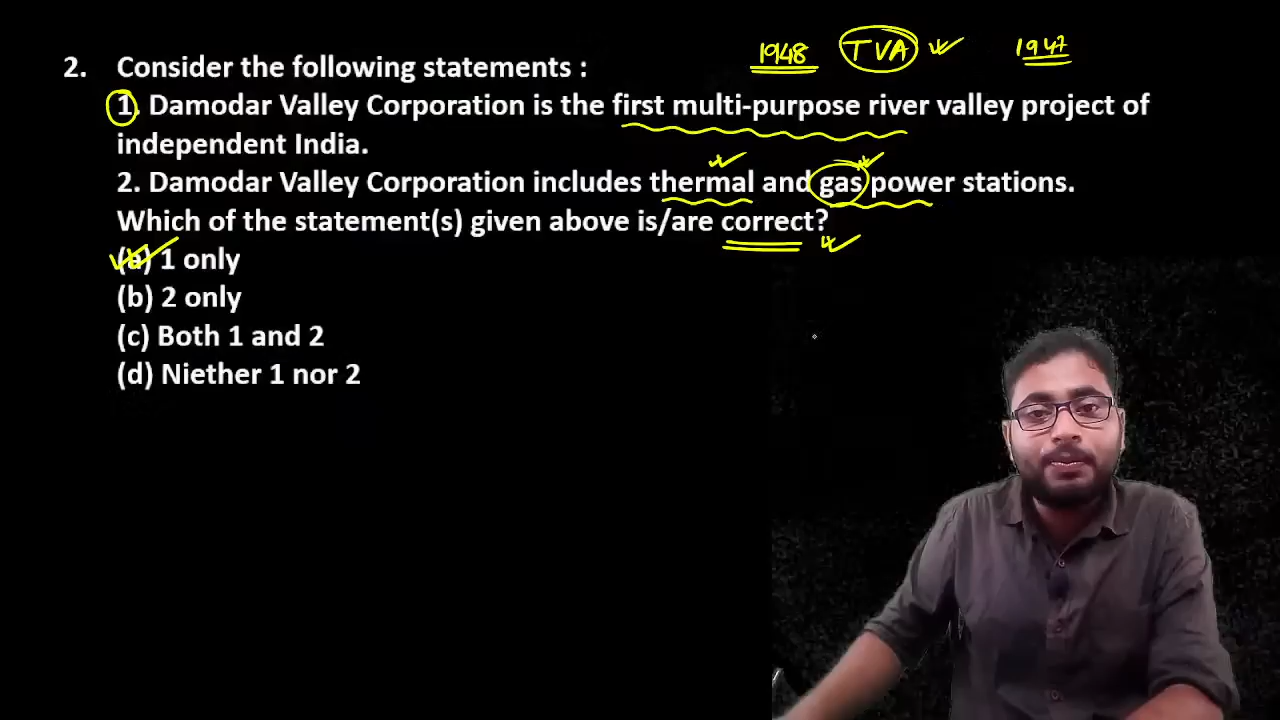 1948 TVA 1947
2. Consider the following statements :
1. Damodar Valley Corporation is the first multi-purpose river valley project of
independent India.
2. Damodar Valley Corporation includes thermal and gas power stations.
Which of the statement(s) given above is/are correct?
(a) 1 only
(b) 2 only
(c) Both 1 and 2
(d) Niether 1 nor 2